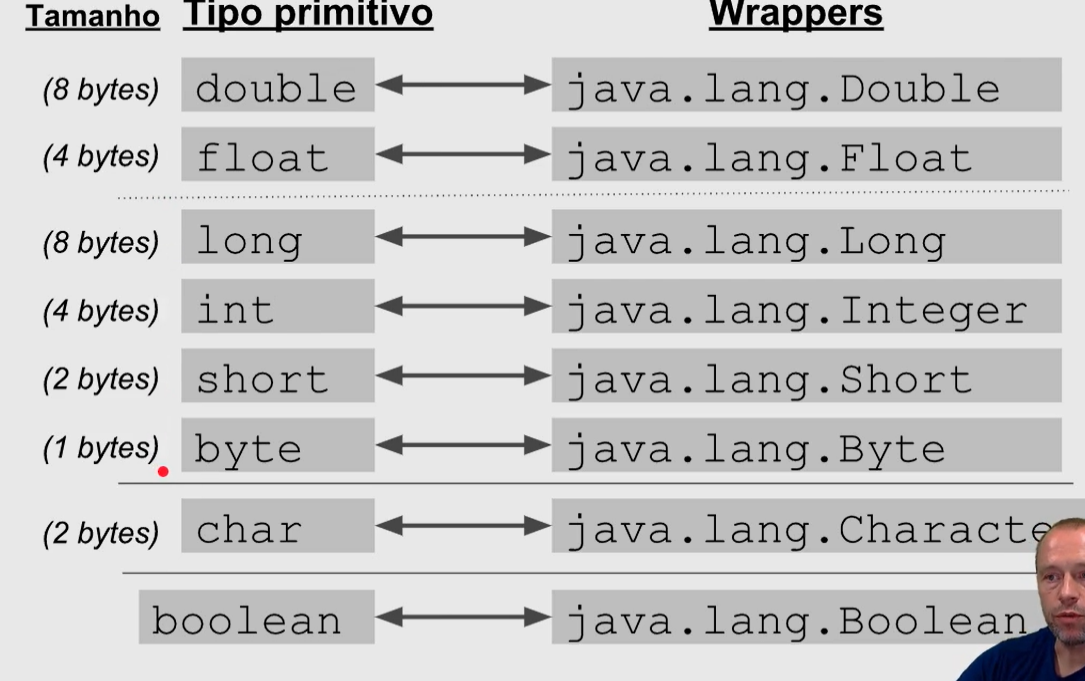 Tamanho Tipo primitivo Wrappers
(8 bytes) double java.lang.Double
(4 bytes) float java.lang.Float
(8 bytes) long java.lang.Long
(4 bytes) int java.lang.Integer
(2 bytes) short java.lang.Short
(1 bytes) byte java.lang.Byte
(2 bytes) char java.lang.Characte
boolean java.lang.Boolean